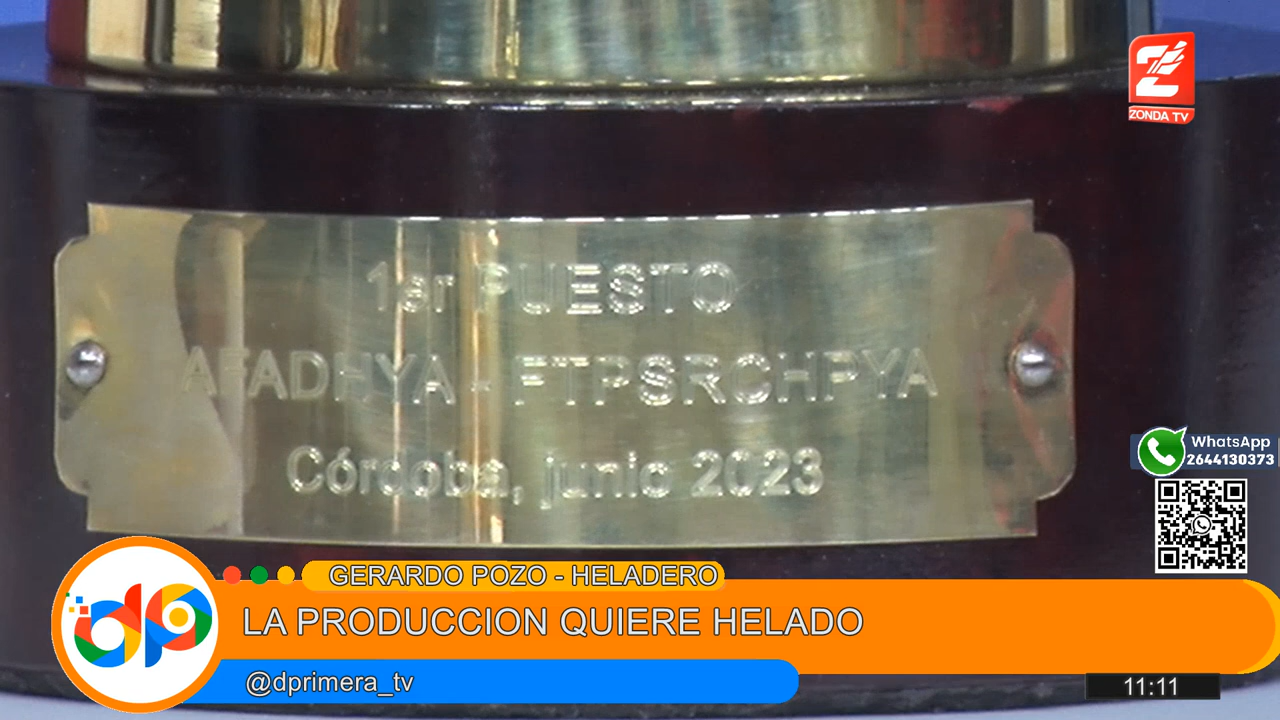 ZONDA TV
1er PUESTO
AFADHYA - FTPSRCHPYA
Córdoba, junio 2023
WhatsApp
2644130373
GERARDO POZO - HELADERO
dp
LA PRODUCCION QUIERE HELADO
@dprimera_tv
11:11